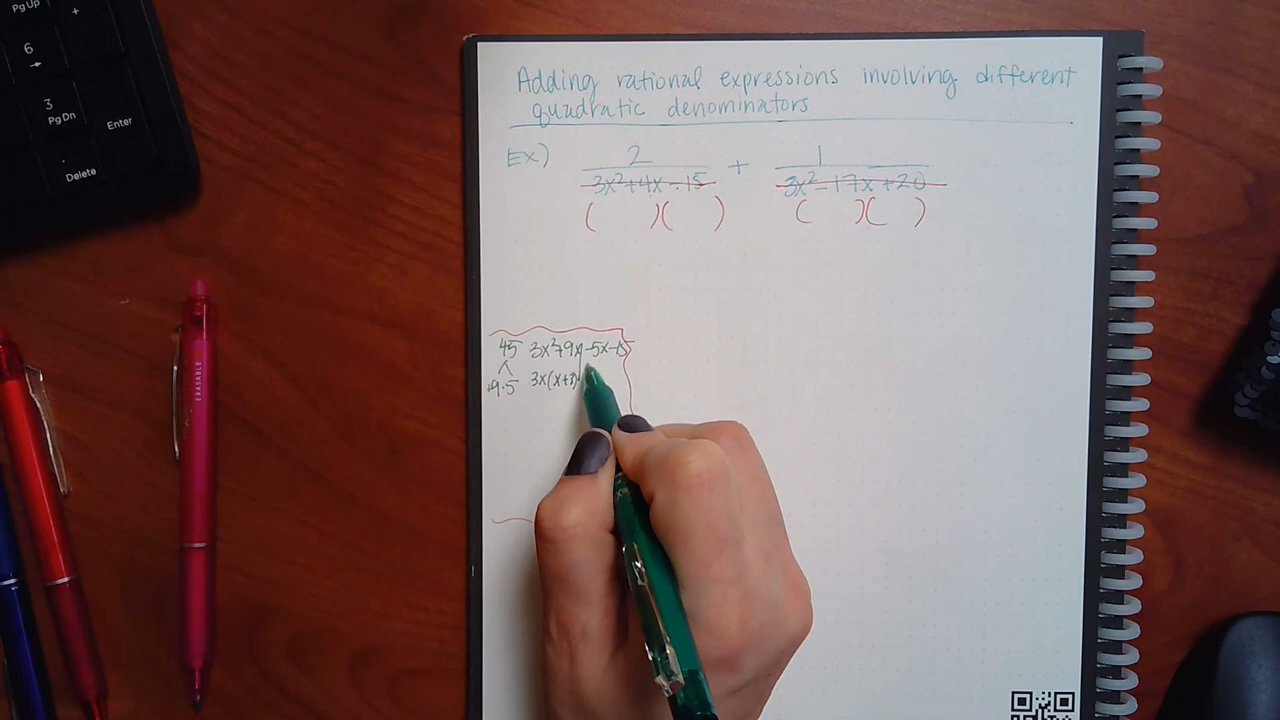 PgUp
+
6
3
PgDn
Enter
.
Delete
ERASABLE
Adding rational expressions involving different
quadratic denominators
Ex) 2 + 1
3x²+4x-15 3x²-17x+20
( )( ) ( )( )
45 3x²+9x-5x-15
+9·5 3x(x+3)